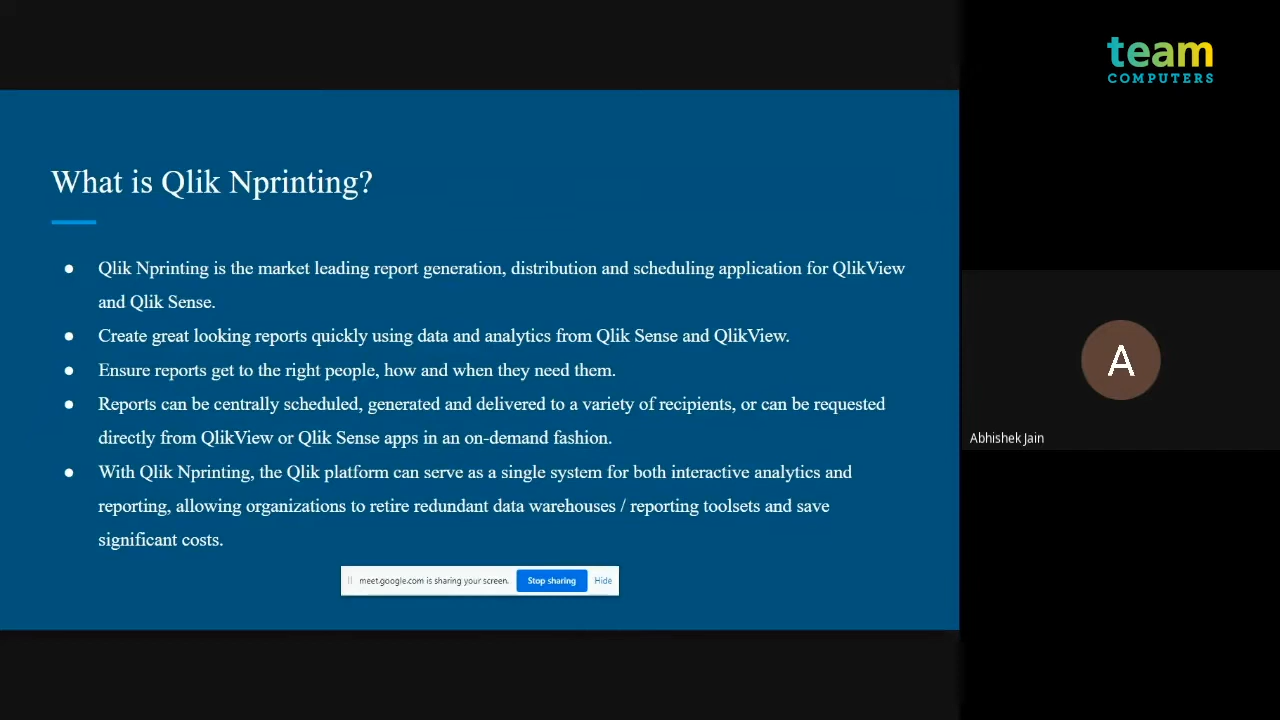 team
COMPUTERS
What is Qlik Nprinting?
● Qlik Nprinting is the market leading report generation, distribution and scheduling application for QlikView
and Qlik Sense.
● Create great looking reports quickly using data and analytics from Qlik Sense and QlikView.
● Ensure reports get to the right people, how and when they need them.
● Reports can be centrally scheduled, generated and delivered to a variety of recipients, or can be requested
directly from QlikView or Qlik Sense apps in an on-demand fashion.
● With Qlik Nprinting, the Qlik platform can serve as a single system for both interactive analytics and
reporting, allowing organizations to retire redundant data warehouses / reporting toolsets and save
significant costs.
meet.google.com is sharing your screen. Stop sharing Hide
A
Abhishek Jain